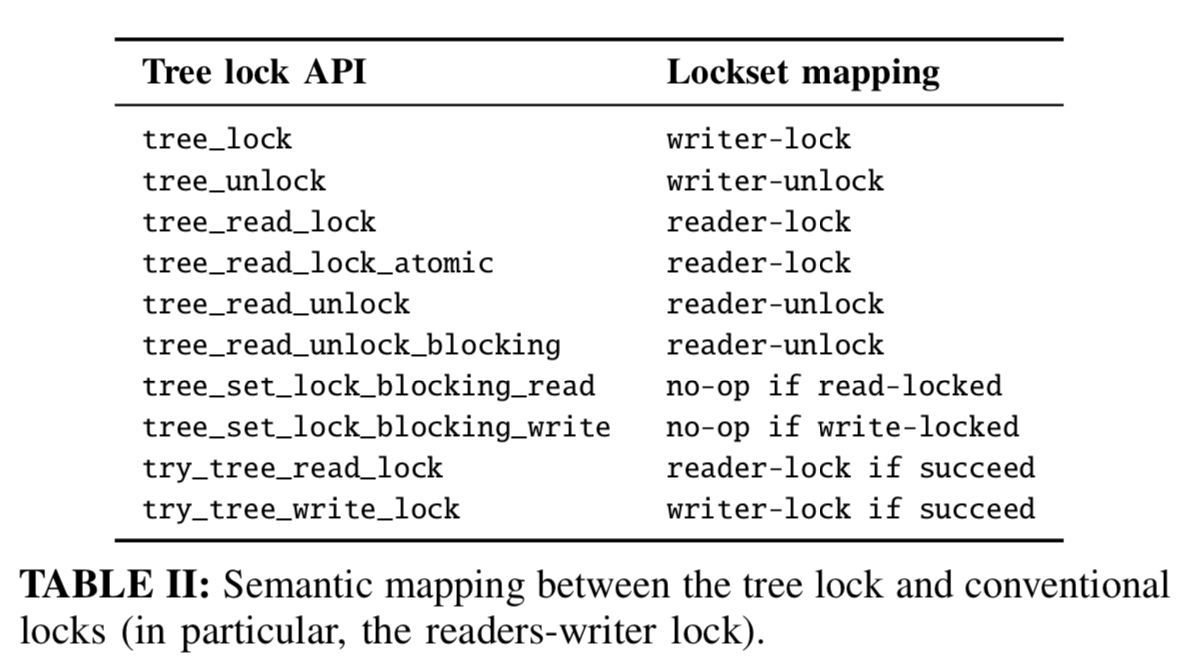 Tree lock API Lockset mapping
tree_lock writer-lock
tree_unlock writer-unlock
tree_read_lock reader-lock
tree_read_lock_atomic reader-lock
tree_read_unlock reader-unlock
tree_read_unlock_blocking reader-unlock
tree_set_lock_blocking_read no-op if read-locked
tree_set_lock_blocking_write no-op if write-locked
try_tree_read_lock reader-lock if succeed
try_tree_write_lock writer-lock if succeed
TABLE II: Semantic mapping between the tree lock and conventional
locks (in particular, the readers-writer lock).